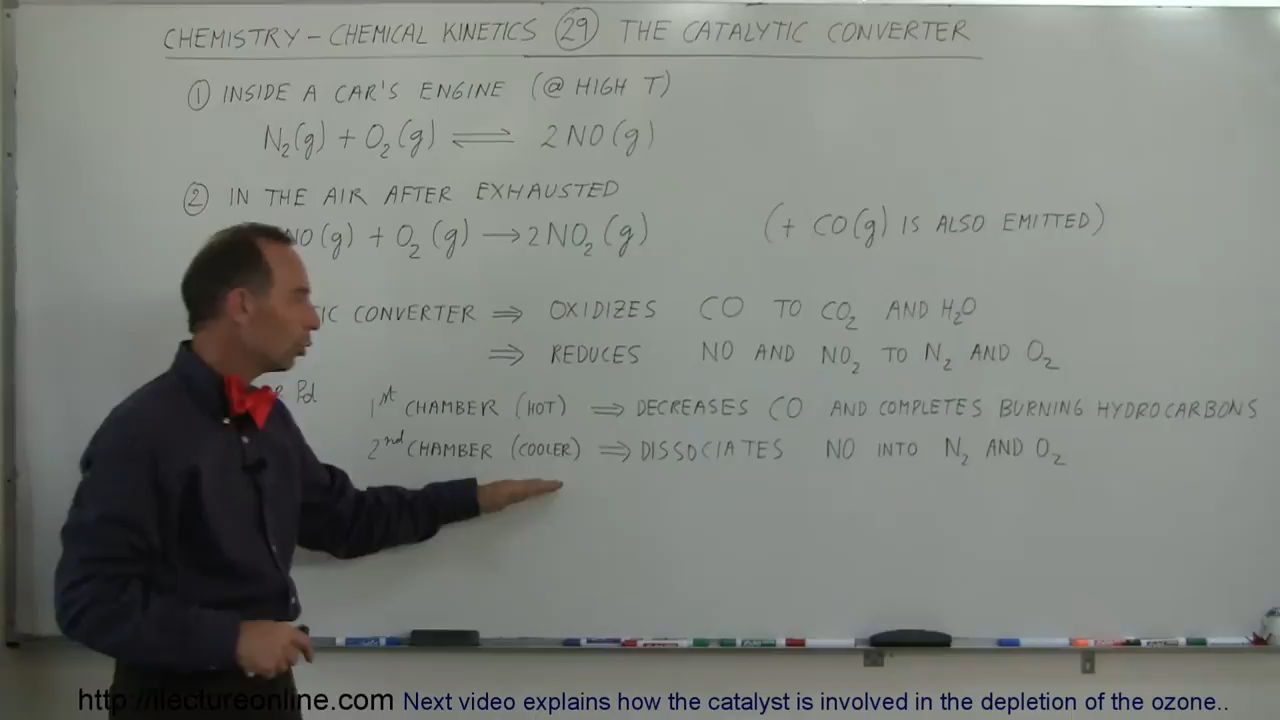 CHEMISTRY – CHEMICAL KINETICS 29 THE CATALYTIC CONVERTER
① INSIDE A CAR'S ENGINE (@ HIGH T)
N₂(g) + O₂(g) ⇌ 2NO(g)
② IN THE AIR AFTER EXHAUSTED
NO(g) + O₂(g) → 2NO₂(g) (+ CO(g) IS ALSO EMITTED)
TIC CONVERTER ⇒ OXIDIZES CO TO CO₂ AND H₂O
⇒ REDUCES NO AND NO₂ TO N₂ AND O₂
Pd
1st CHAMBER (HOT) ⇒ DECREASES CO AND COMPLETES BURNING HYDROCARBONS
2nd CHAMBER (COOLER) ⇒ DISSOCIATES NO INTO N₂ AND O₂
http://ilectureonline.com Next video explains how the catalyst is involved in the depletion of the ozone..